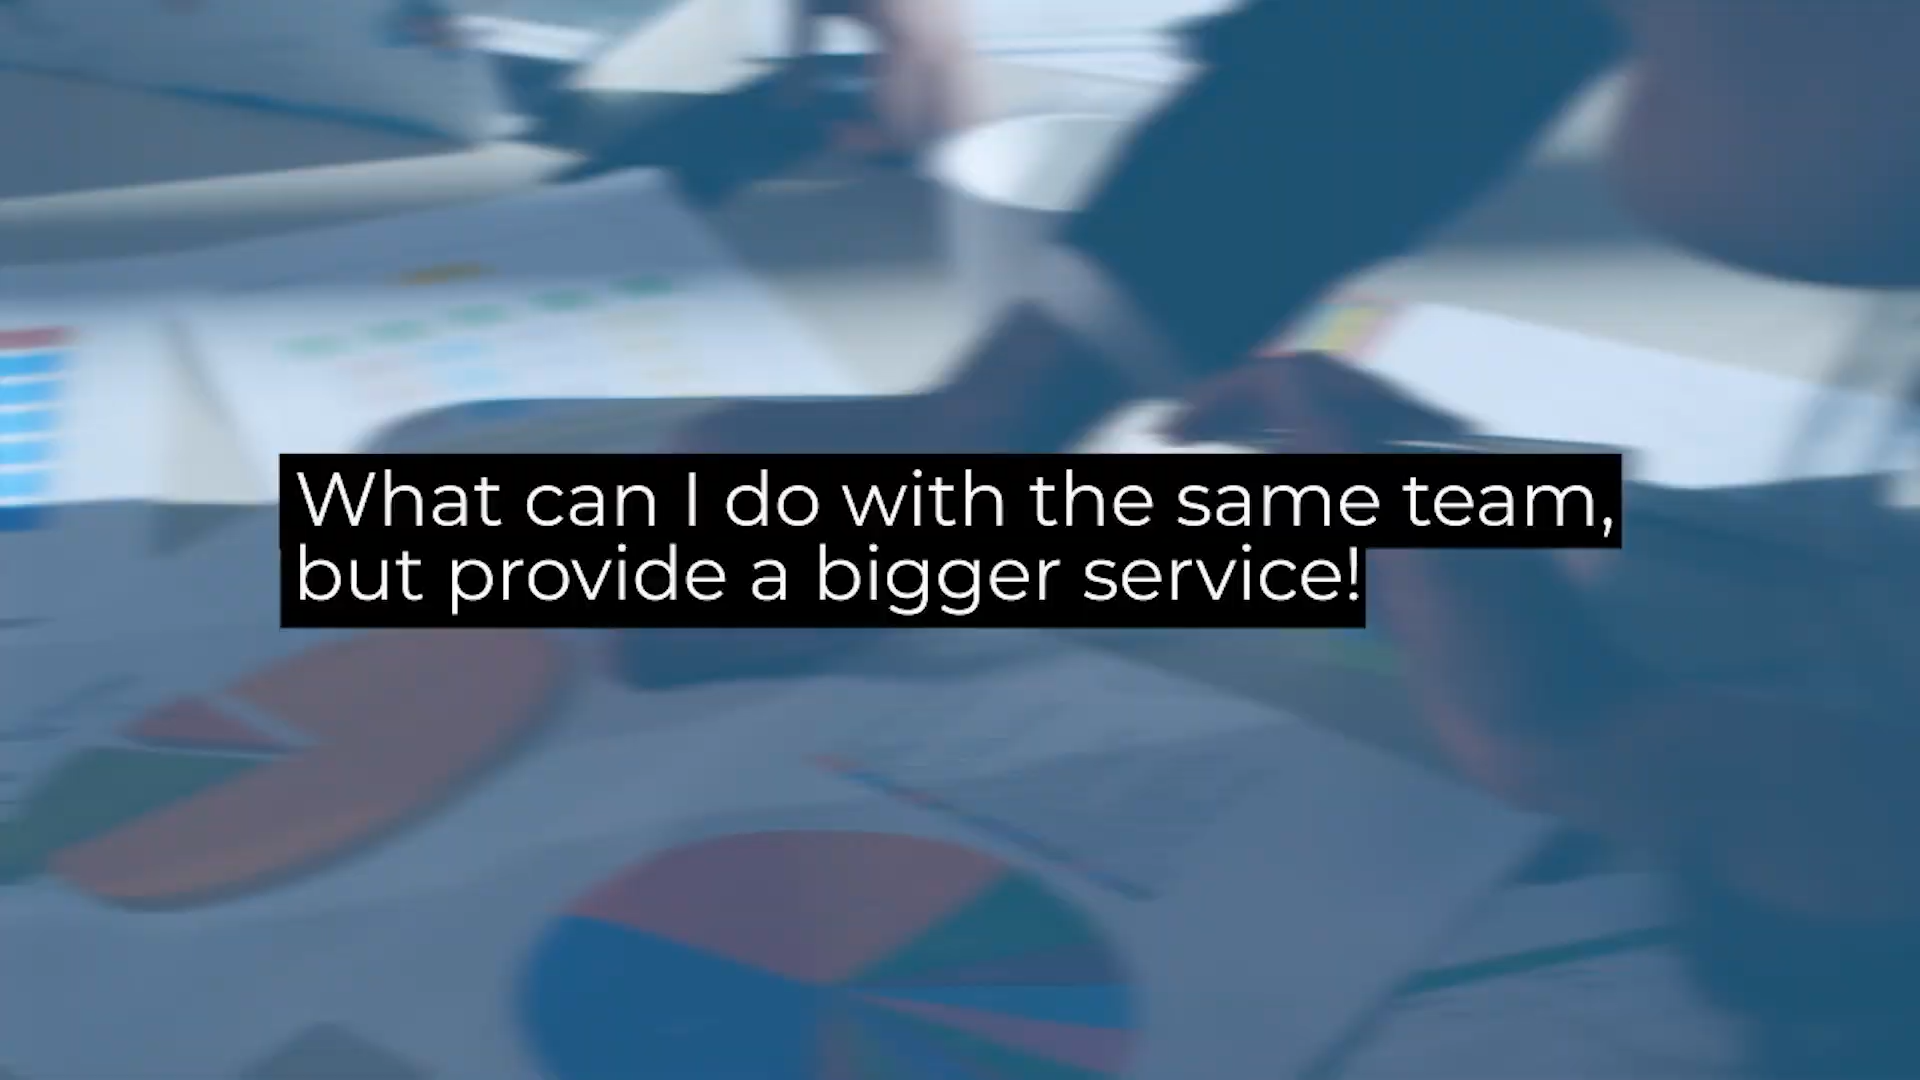 What can I do with the same team,
but provide a bigger service!